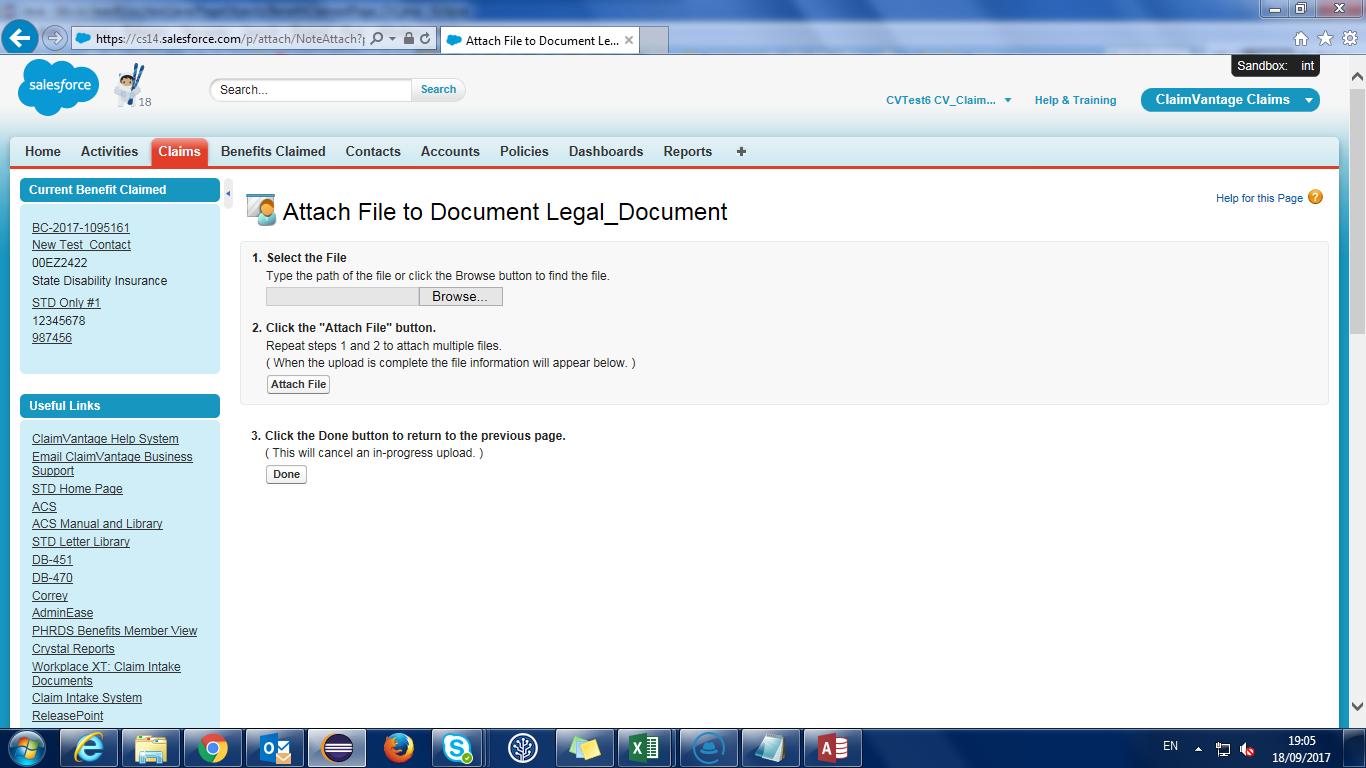 https://cs14.salesforce.com/p/attach/NoteAttach?
Attach File to Document Le...
Sandbox: int
salesforce
18
Search...
Search
CVTest6 CV_Claim...
Help & Training
ClaimVantage Claims
Home
Activities
Claims
Benefits Claimed
Contacts
Accounts
Policies
Dashboards
Reports
Current Benefit Claimed
BC-2017-1095161
New Test_Contact
00EZ2422
State Disability Insurance
STD Only #1
12345678
987456
Useful Links
ClaimVantage Help System
Email ClaimVantage Business
Support
STD Home Page
ACS
ACS Manual and Library
STD Letter Library
DB-451
DB-470
Correy
AdminEase
PHRDS Benefits Member View
Crystal Reports
Workplace XT: Claim Intake
Documents
Claim Intake System
ReleasePoint
Attach File to Document Legal_Document
Help for this Page
1. Select the File
Type the path of the file or click the Browse button to find the file.
Browse...
2. Click the "Attach File" button.
Repeat steps 1 and 2 to attach multiple files.
( When the upload is complete the file information will appear below. )
Attach File
3. Click the Done button to return to the previous page.
( This will cancel an in-progress upload. )
Done
EN
19:05
18/09/2017